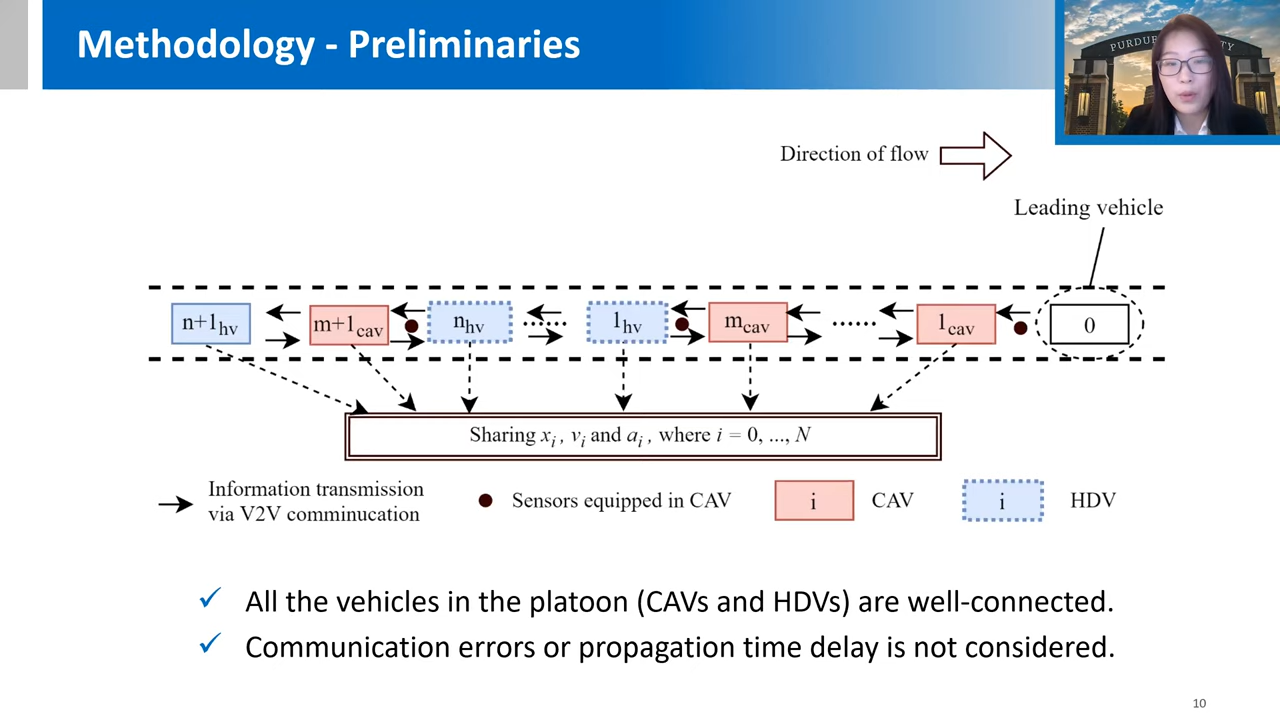 Methodology - Preliminaries
PURDUE
Direction of flow
Leading vehicle
n+1hv
m+1cav
nhv
......
1hv
mcav
......
1cav
0
Sharing xi , vi and ai , where i = 0, ..., N
Information transmission
via V2V comminucation
Sensors equipped in CAV
i
CAV
i
HDV
All the vehicles in the platoon (CAVs and HDVs) are well-connected.
Communication errors or propagation time delay is not considered.
10